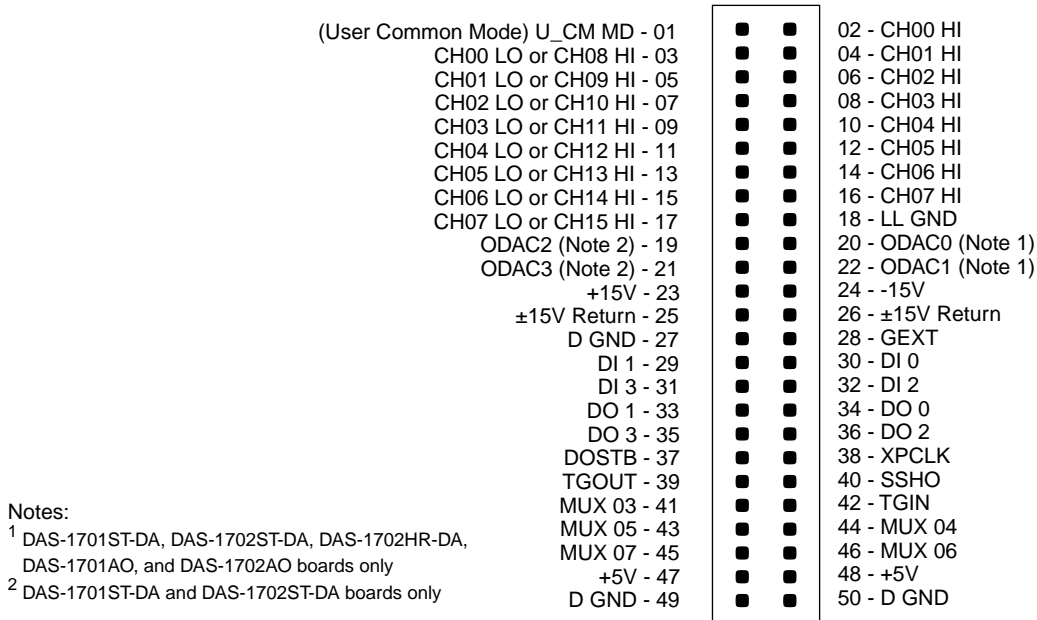 (User Common Mode) U_CM MD - 01 02 - CH00 HI
CH00 LO or CH08 HI - 03 04 - CH01 HI
CH01 LO or CH09 HI - 05 06 - CH02 HI
CH02 LO or CH10 HI - 07 08 - CH03 HI
CH03 LO or CH11 HI - 09 10 - CH04 HI
CH04 LO or CH12 HI - 11 12 - CH05 HI
CH05 LO or CH13 HI - 13 14 - CH06 HI
CH06 LO or CH14 HI - 15 16 - CH07 HI
CH07 LO or CH15 HI - 17 18 - LL GND
ODAC2 (Note 2) - 19 20 - ODAC0 (Note 1)
ODAC3 (Note 2) - 21 22 - ODAC1 (Note 1)
+15V - 23 24 - -15V
±15V Return - 25 26 - ±15V Return
D GND - 27 28 - GEXT
DI 1 - 29 30 - DI 0
DI 3 - 31 32 - DI 2
DO 1 - 33 34 - DO 0
DO 3 - 35 36 - DO 2
DOSTB - 37 38 - XPCLK
TGOUT - 39 40 - SSHO
MUX 03 - 41 42 - TGIN
MUX 05 - 43 44 - MUX 04
MUX 07 - 45 46 - MUX 06
+5V - 47 48 - +5V
D GND - 49 50 - D GND
Notes:
1 DAS-1701ST-DA, DAS-1702ST-DA, DAS-1702HR-DA,
DAS-1701AO, and DAS-1702AO boards only
2 DAS-1701ST-DA and DAS-1702ST-DA boards only